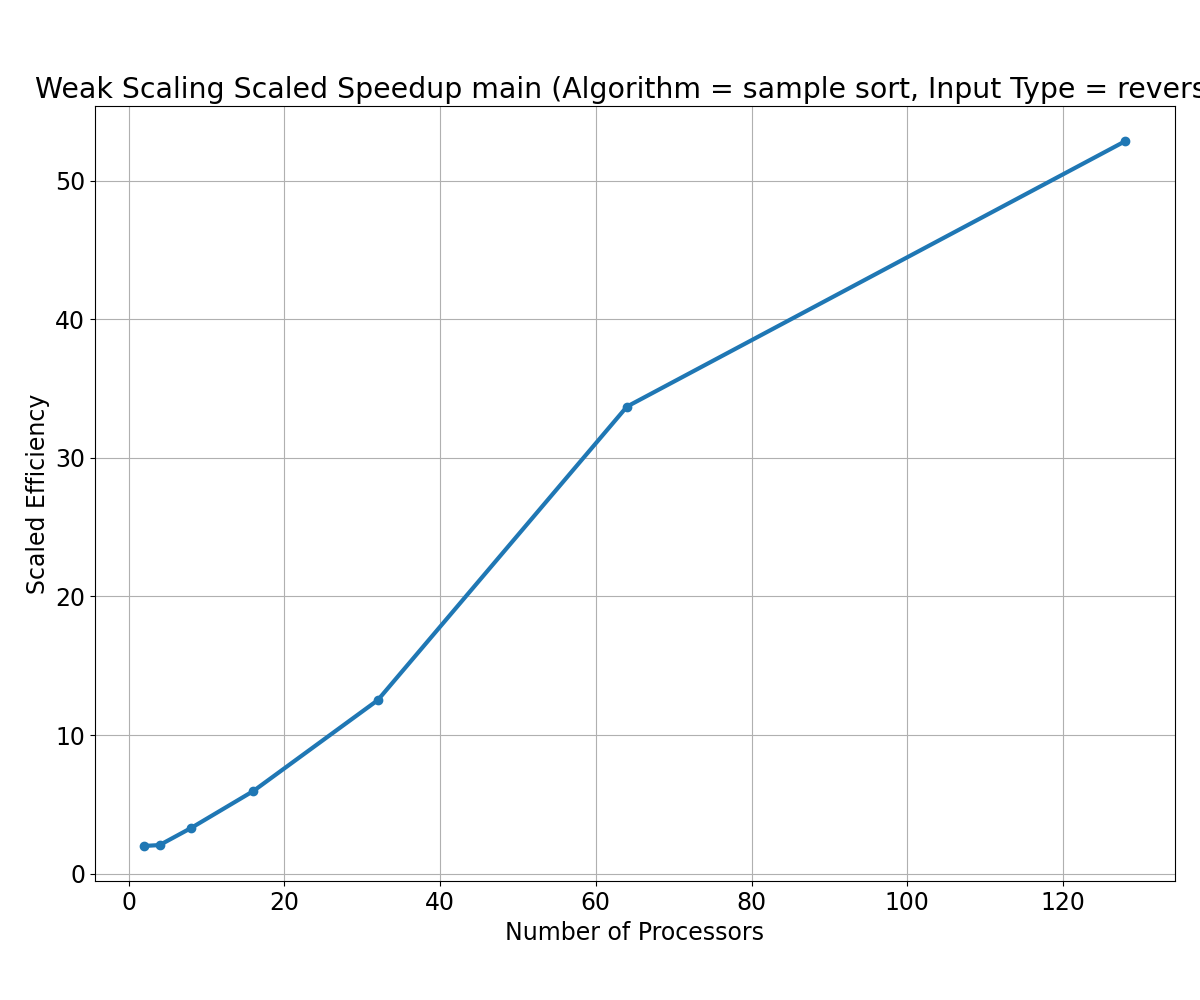 Weak Scaling Scaled Speedup main (Algorithm = sample sort, Input Type = revers
50
40
30
20
10
0
Scaled Efficiency
0 20 40 60 80 100 120
Number of Processors